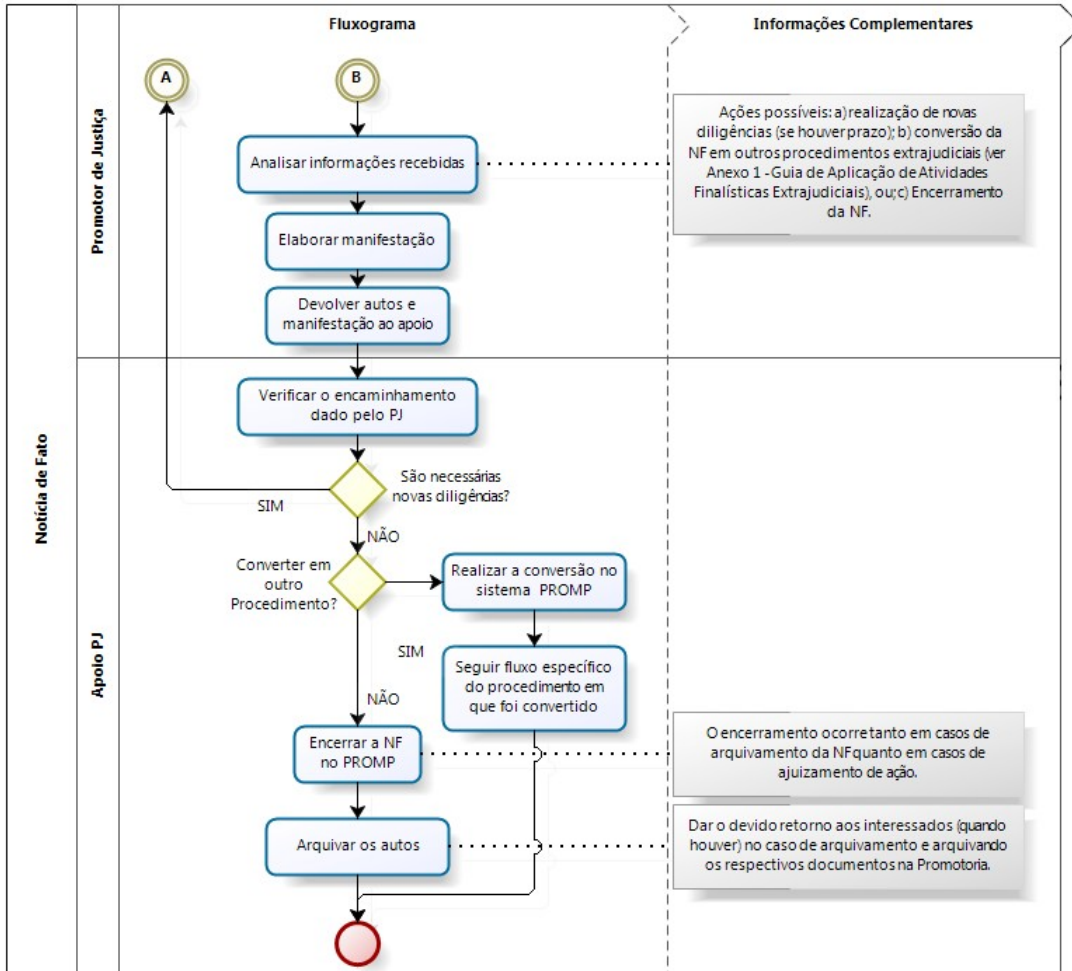 Fluxograma
Informações Complementares
Notícia de Fato
Promotor de Justiça
A
B
Analisar informações recebidas
Ações possíveis: a) realização de novas
diligências (se houver prazo); b) conversão da
NF em outros procedimentos extrajudiciais (ver
Anexo 1 - Guia de Aplicação de Atividades
Finalísticas Extrajudiciais), ou; c) Encerramento
da NF.
Elaborar manifestação
Devolver autos e
manifestação ao apoio
Apoio PJ
Verificar o encaminhamento
dado pelo PJ
São necessárias
novas diligências?
SIM
NÃO
Converter em
outro
Procedimento?
Realizar a conversão no
sistema PROMP
SIM
Seguir fluxo específico
do procedimento em
que foi convertido
NÃO
Encerrar a NF
no PROMP
O encerramento ocorre tanto em casos de
arquivamento da NF quanto em casos de
ajuizamento de ação.
Arquivar os autos
Dar o devido retorno aos interessados (quando
houver) no caso de arquivamento e arquivando
os respectivos documentos na Promotoria.